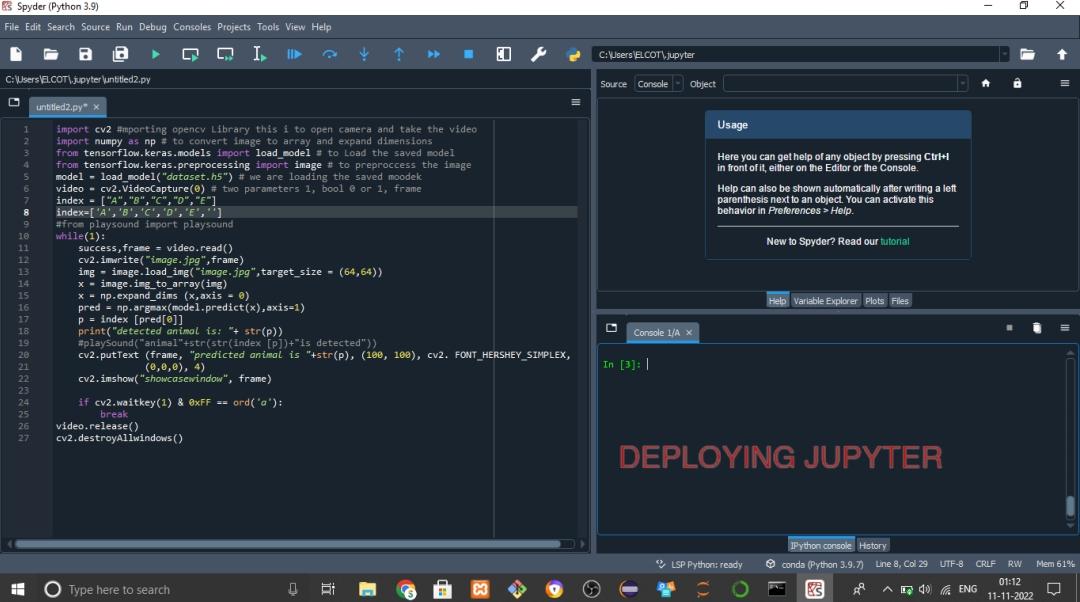 Spyder (Python 3.9)
File Edit Search Source Run Debug Consoles Projects Tools View Help
C:\Users\ELCOT\.jupyter
C:\Users\ELCOT\.jupyter\untitled2.py
Source Console Object
untitled2.py* ×
1 import cv2 #mporting opencv Library this i to open camera and take the video
2 import numpy as np # to convert image to array and expand dimensions
3 from tensorflow.keras.models import load_model # to Load the saved model
4 from tensorflow.keras.preprocessing import image # to preproccess the image
5 model = load_model("dataset.h5") # we are loading the saved moodek
6 video = cv2.VideoCapture(0) # two parameters 1, bool 0 or 1, frame
7 index = ["A","B","C","D","E"]
8 index=['A','B','C','D','E','']
9 #from playsound import playsound
10 while(1):
11 success,frame = video.read()
12 cv2.imwrite("image.jpg",frame)
13 img = image.load_img("image.jpg",target_size = (64,64))
14 x = image.img_to_array(img)
15 x = np.expand_dims (x,axis = 0)
16 pred = np.argmax(model.predict(x),axis=1)
17 p = index [pred[0]]
18 print("detected animal is: "+ str(p))
19 #playSound("animal"+str(str(index [p])+"is detected"))
20 cv2.putText (frame, "predicted animal is "+str(p), (100, 100), cv2. FONT_HERSHEY_SIMPLEX,
21 (0,0,0), 4)
22 cv2.imshow("showcasewindow", frame)
23
24 if cv2.waitkey(1) & 0xFF == ord('a'):
25 break
26 video.release()
27 cv2.destroyAllwindows()
Usage
Here you can get help of any object by pressing Ctrl+I
in front of it, either on the Editor or the Console.
Help can also be shown automatically after writing a left
parenthesis next to an object. You can activate this
behavior in Preferences > Help.
New to Spyder? Read our tutorial
Help Variable Explorer Plots Files
Console 1/A ×
In [3]:
DEPLOYING JUPYTER
IPython console History
LSP Python: ready conda (Python 3.9.7) Line 8, Col 29 UTF-8 CRLF RW Mem 61%
Type here to search
ENG
01:12
11-11-2022